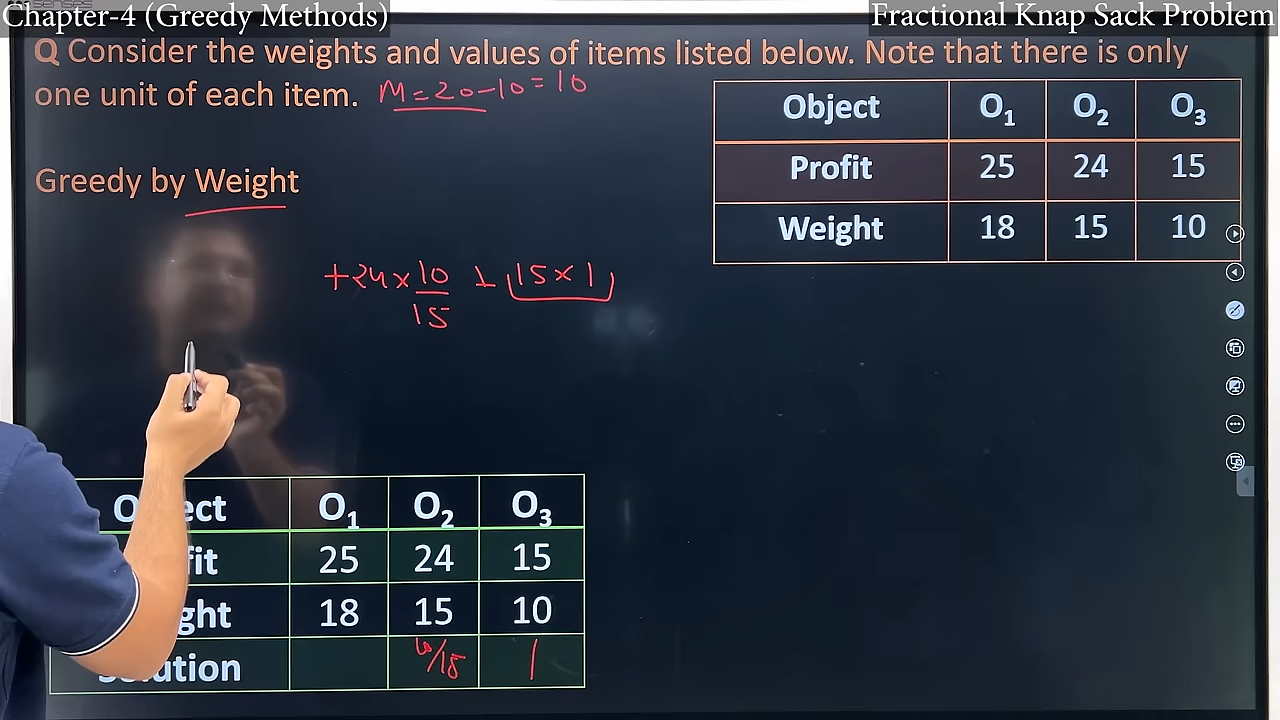 Chapter-4 (Greedy Methods)
Fractional Knap Sack Problem
Q Consider the weights and values of items listed below. Note that there is only
one unit of each item. M=20-10=10
Object O1 O2 O3
Profit 25 24 15
Weight 18 15 10
Greedy by Weight
+24×10/15 + 15×1
O ect O1 O2 O3
fit 25 24 15
ght 18 15 10
ution 10/15 1